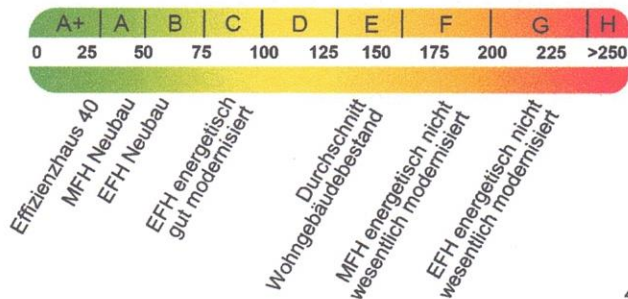 A+ A B C D E F G H
0 25 50 75 100 125 150 175 200 225 >250
Effizienzhaus 40
MFH Neubau
EFH Neubau
EFH energetisch
gut modernisiert
Durchschnitt
Wohngebäudebestand
MFH energetisch nicht
wesentlich modernisiert
EFH energetisch nicht
wesentlich modernisiert